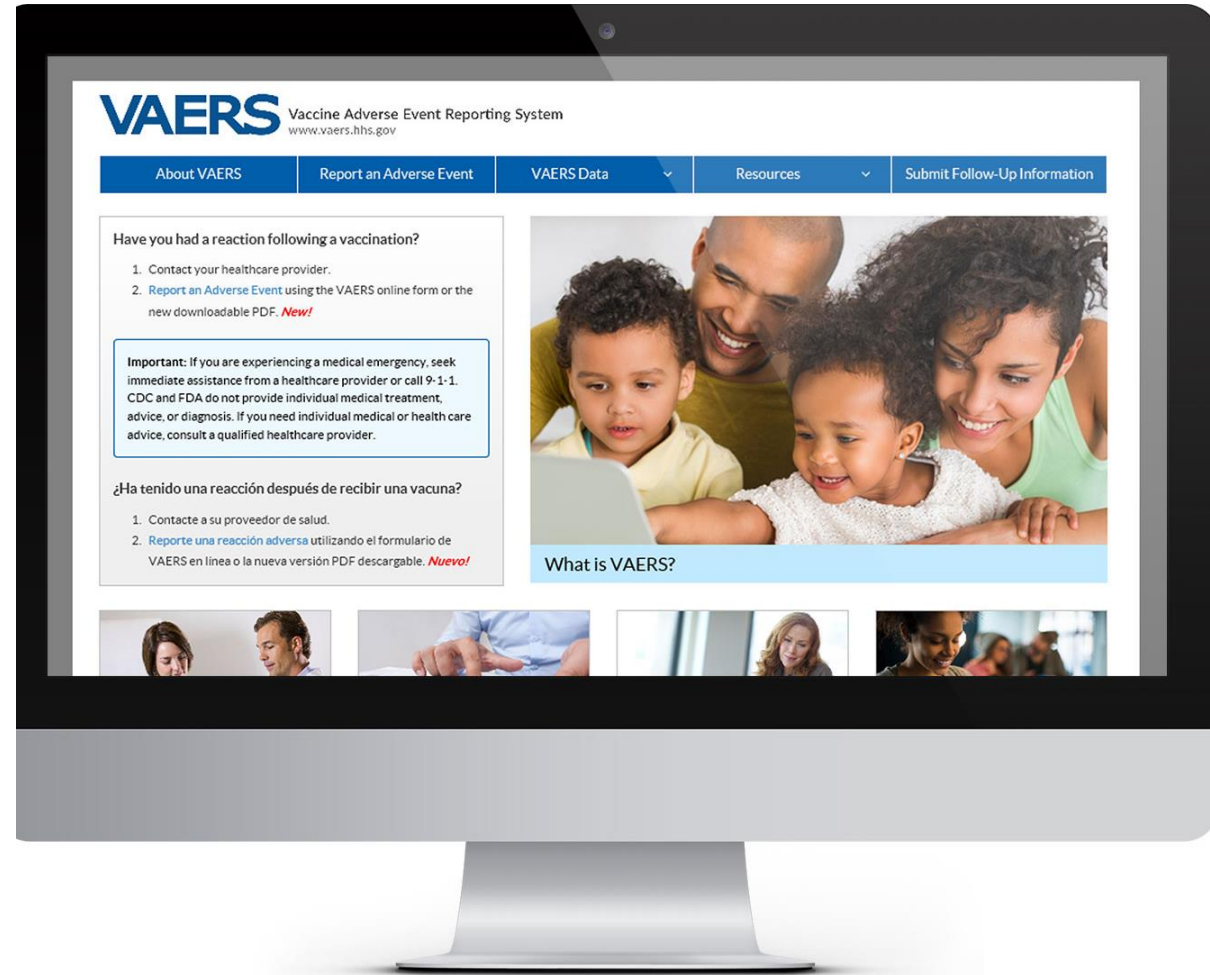 VAERS Vaccine Adverse Event Reporting System
www.vaers.hhs.gov
About VAERS Report an Adverse Event VAERS Data Resources Submit Follow-Up Information
Have you had a reaction following a vaccination?
1. Contact your healthcare provider.
2. Report an Adverse Event using the VAERS online form or the
new downloadable PDF. New!
Important: If you are experiencing a medical emergency, seek
immediate assistance from a healthcare provider or call 9-1-1.
CDC and FDA do not provide individual medical treatment,
advice, or diagnosis. If you need individual medical or health care
advice, consult a qualified healthcare provider.
¿Ha tenido una reacción después de recibir una vacuna?
1. Contacte a su proveedor de salud.
2. Reporte una reacción adversa utilizando el formulario de
VAERS en línea o la nueva versión PDF descargable. Nuevo!
What is VAERS?